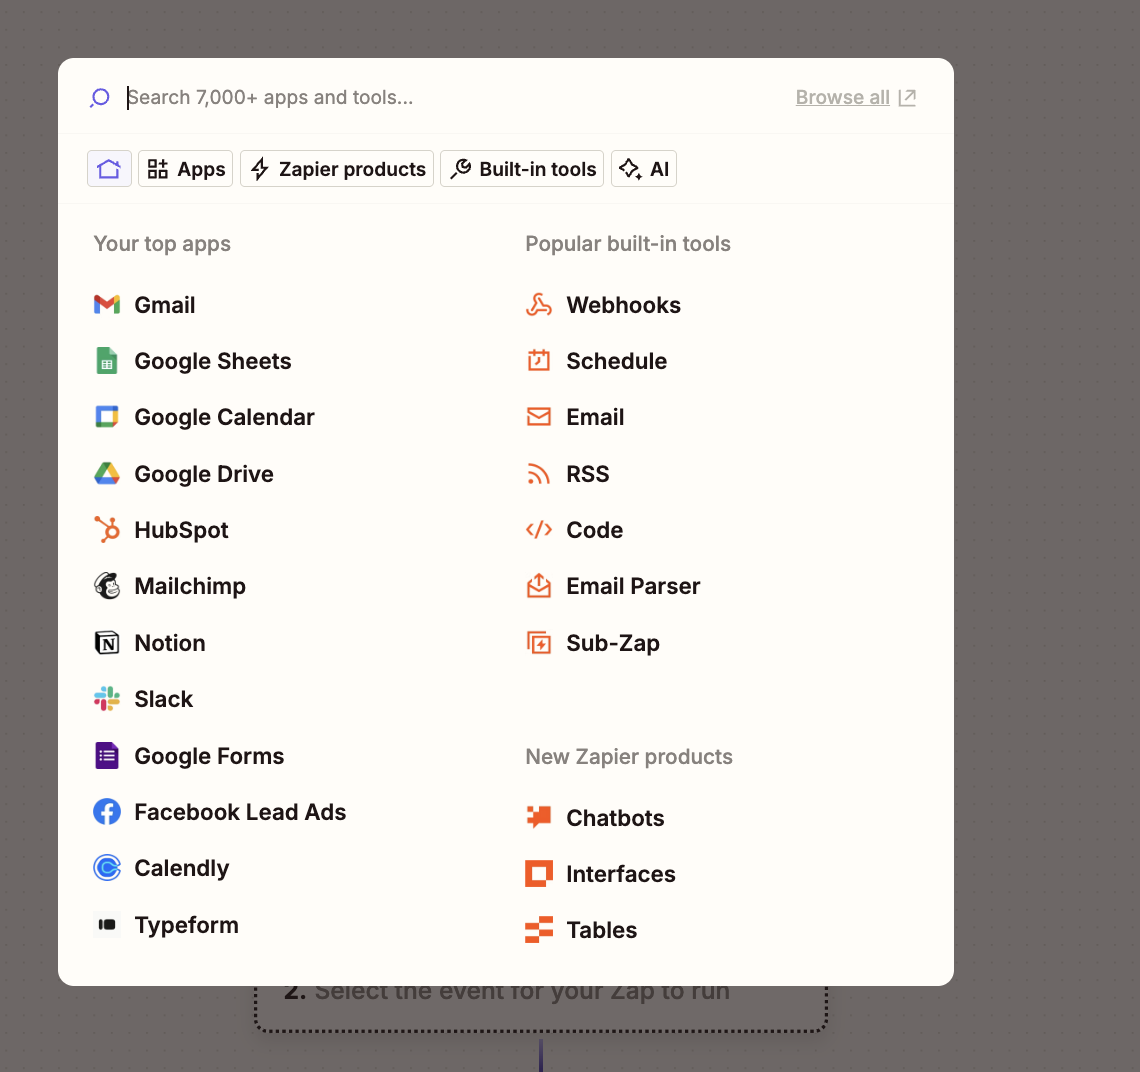 Search 7,000+ apps and tools...
Browse all
Apps
Zapier products
Built-in tools
AI
Your top apps
Gmail
Google Sheets
Google Calendar
Google Drive
HubSpot
Mailchimp
Notion
Slack
Google Forms
Facebook Lead Ads
Calendly
Typeform
Popular built-in tools
Webhooks
Schedule
Email
RSS
Code
Email Parser
Sub-Zap
New Zapier products
Chatbots
Interfaces
Tables
2. Select the event for your Zap to run